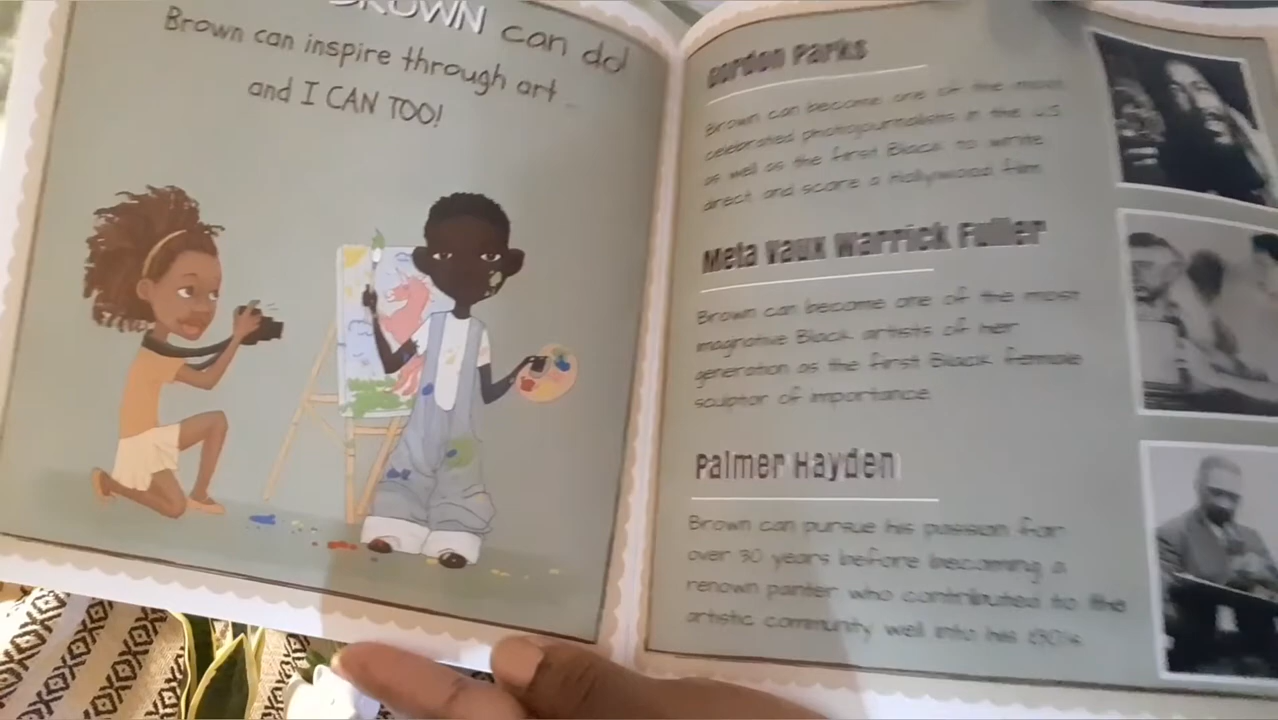 BROWN can do!
Brown can inspire through art...
and I CAN TOO!
Gordon Parks
Brown can become one of the most
celebrated photojournalists in the US
as well as the first Black to write,
direct and score a Hollywood film
Meta Vaux Warrick Fuller
Brown can become one of the most
imagnative Black artists of her
generation as the first Black female
sculptor of importance
Palmer Hayden
Brown can pursue his passion for
over 30 years before becoming a
renown painter who contributed to the
artistic community well into his